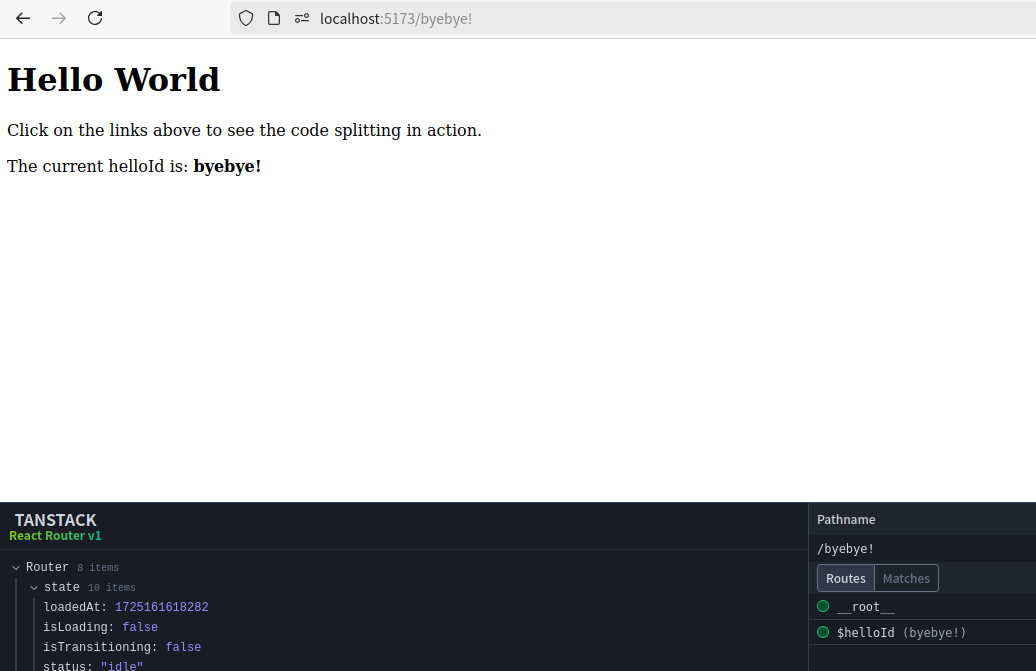 localhost:5173/byebye!
Hello World
Click on the links above to see the code splitting in action.
The current helloId is: byebye!
TANSTACK
React Router v1
Router 8 items
state 10 items
loadedAt: 1725161618282
isLoading: false
isTransitioning: false
status: "idle"
Pathname
/byebye!
Routes Matches
__root__
$helloId (byebye!)